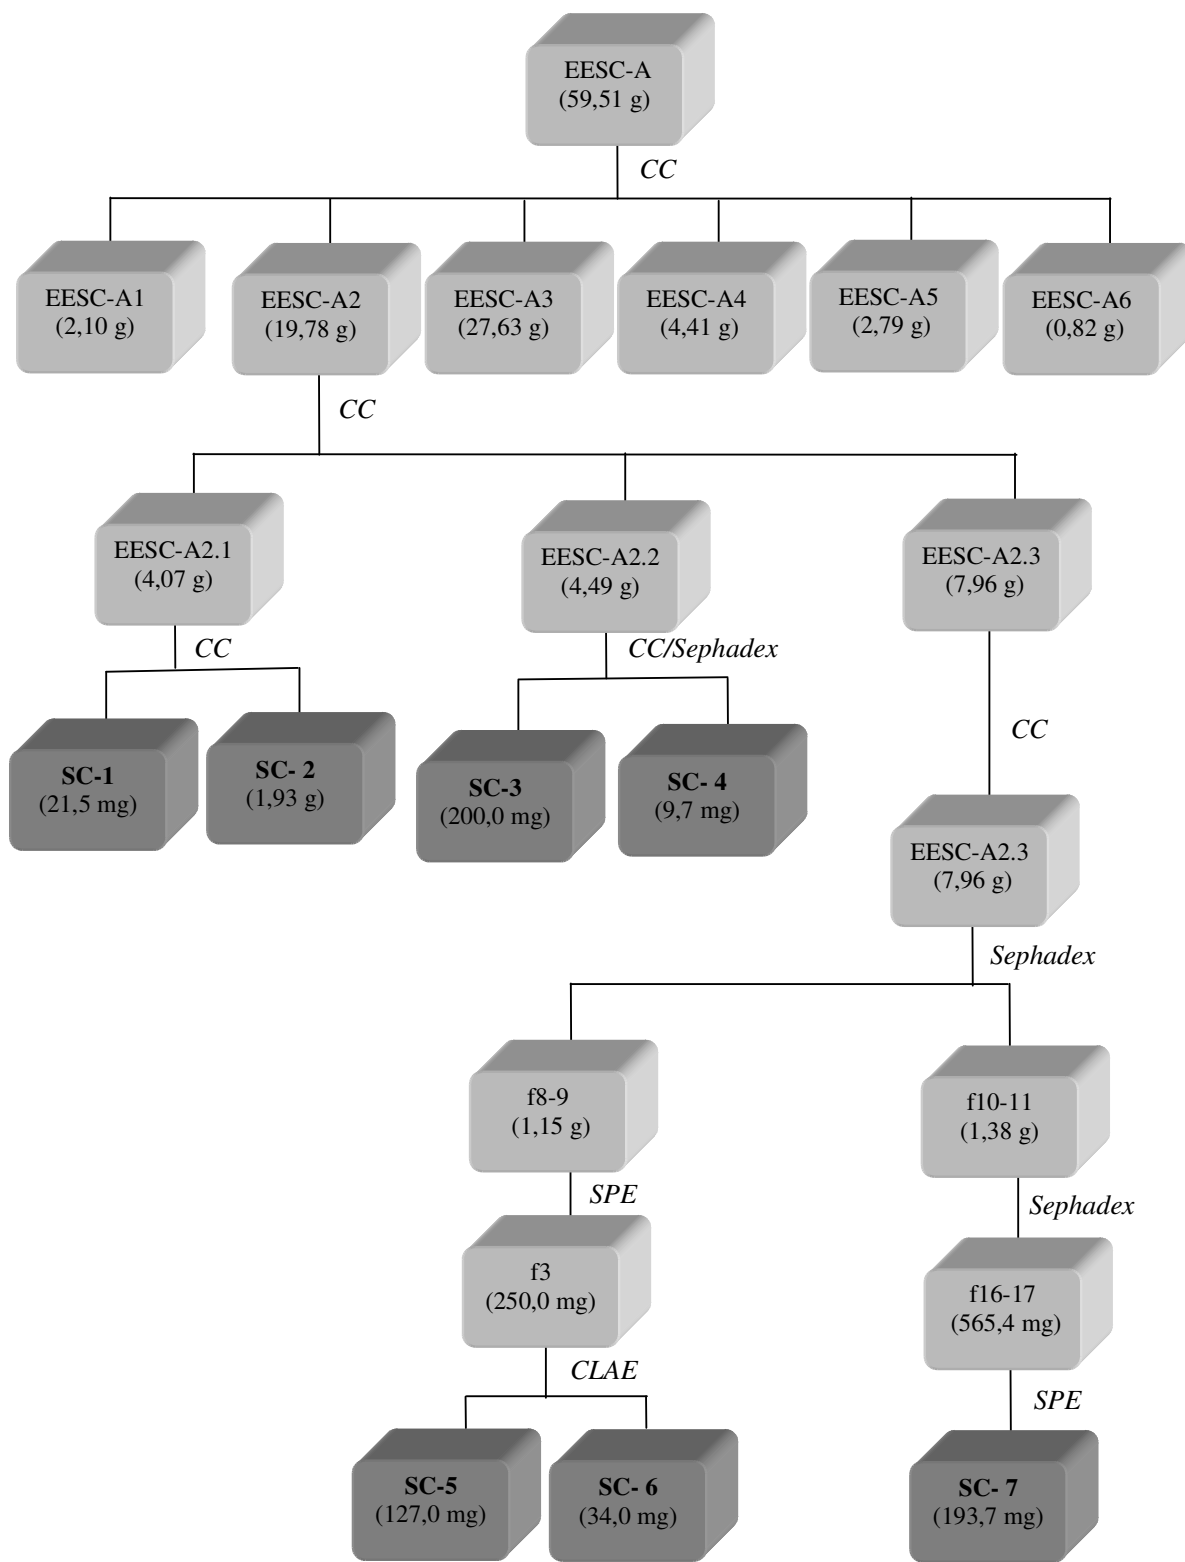 EESC-A
(59,51 g)
CC
EESC-A1
(2,10 g)
EESC-A2
(19,78 g)
EESC-A3
(27,63 g)
EESC-A4
(4,41 g)
EESC-A5
(2,79 g)
EESC-A6
(0,82 g)
CC
EESC-A2.1
(4,07 g)
EESC-A2.2
(4,49 g)
EESC-A2.3
(7,96 g)
CC
CC/Sephadex
CC
SC-1
(21,5 mg)
SC- 2
(1,93 g)
SC-3
(200,0 mg)
SC- 4
(9,7 mg)
EESC-A2.3
(7,96 g)
Sephadex
f8-9
(1,15 g)
f10-11
(1,38 g)
SPE
Sephadex
f3
(250,0 mg)
f16-17
(565,4 mg)
CLAE
SPE
SC-5
(127,0 mg)
SC- 6
(34,0 mg)
SC- 7
(193,7 mg)